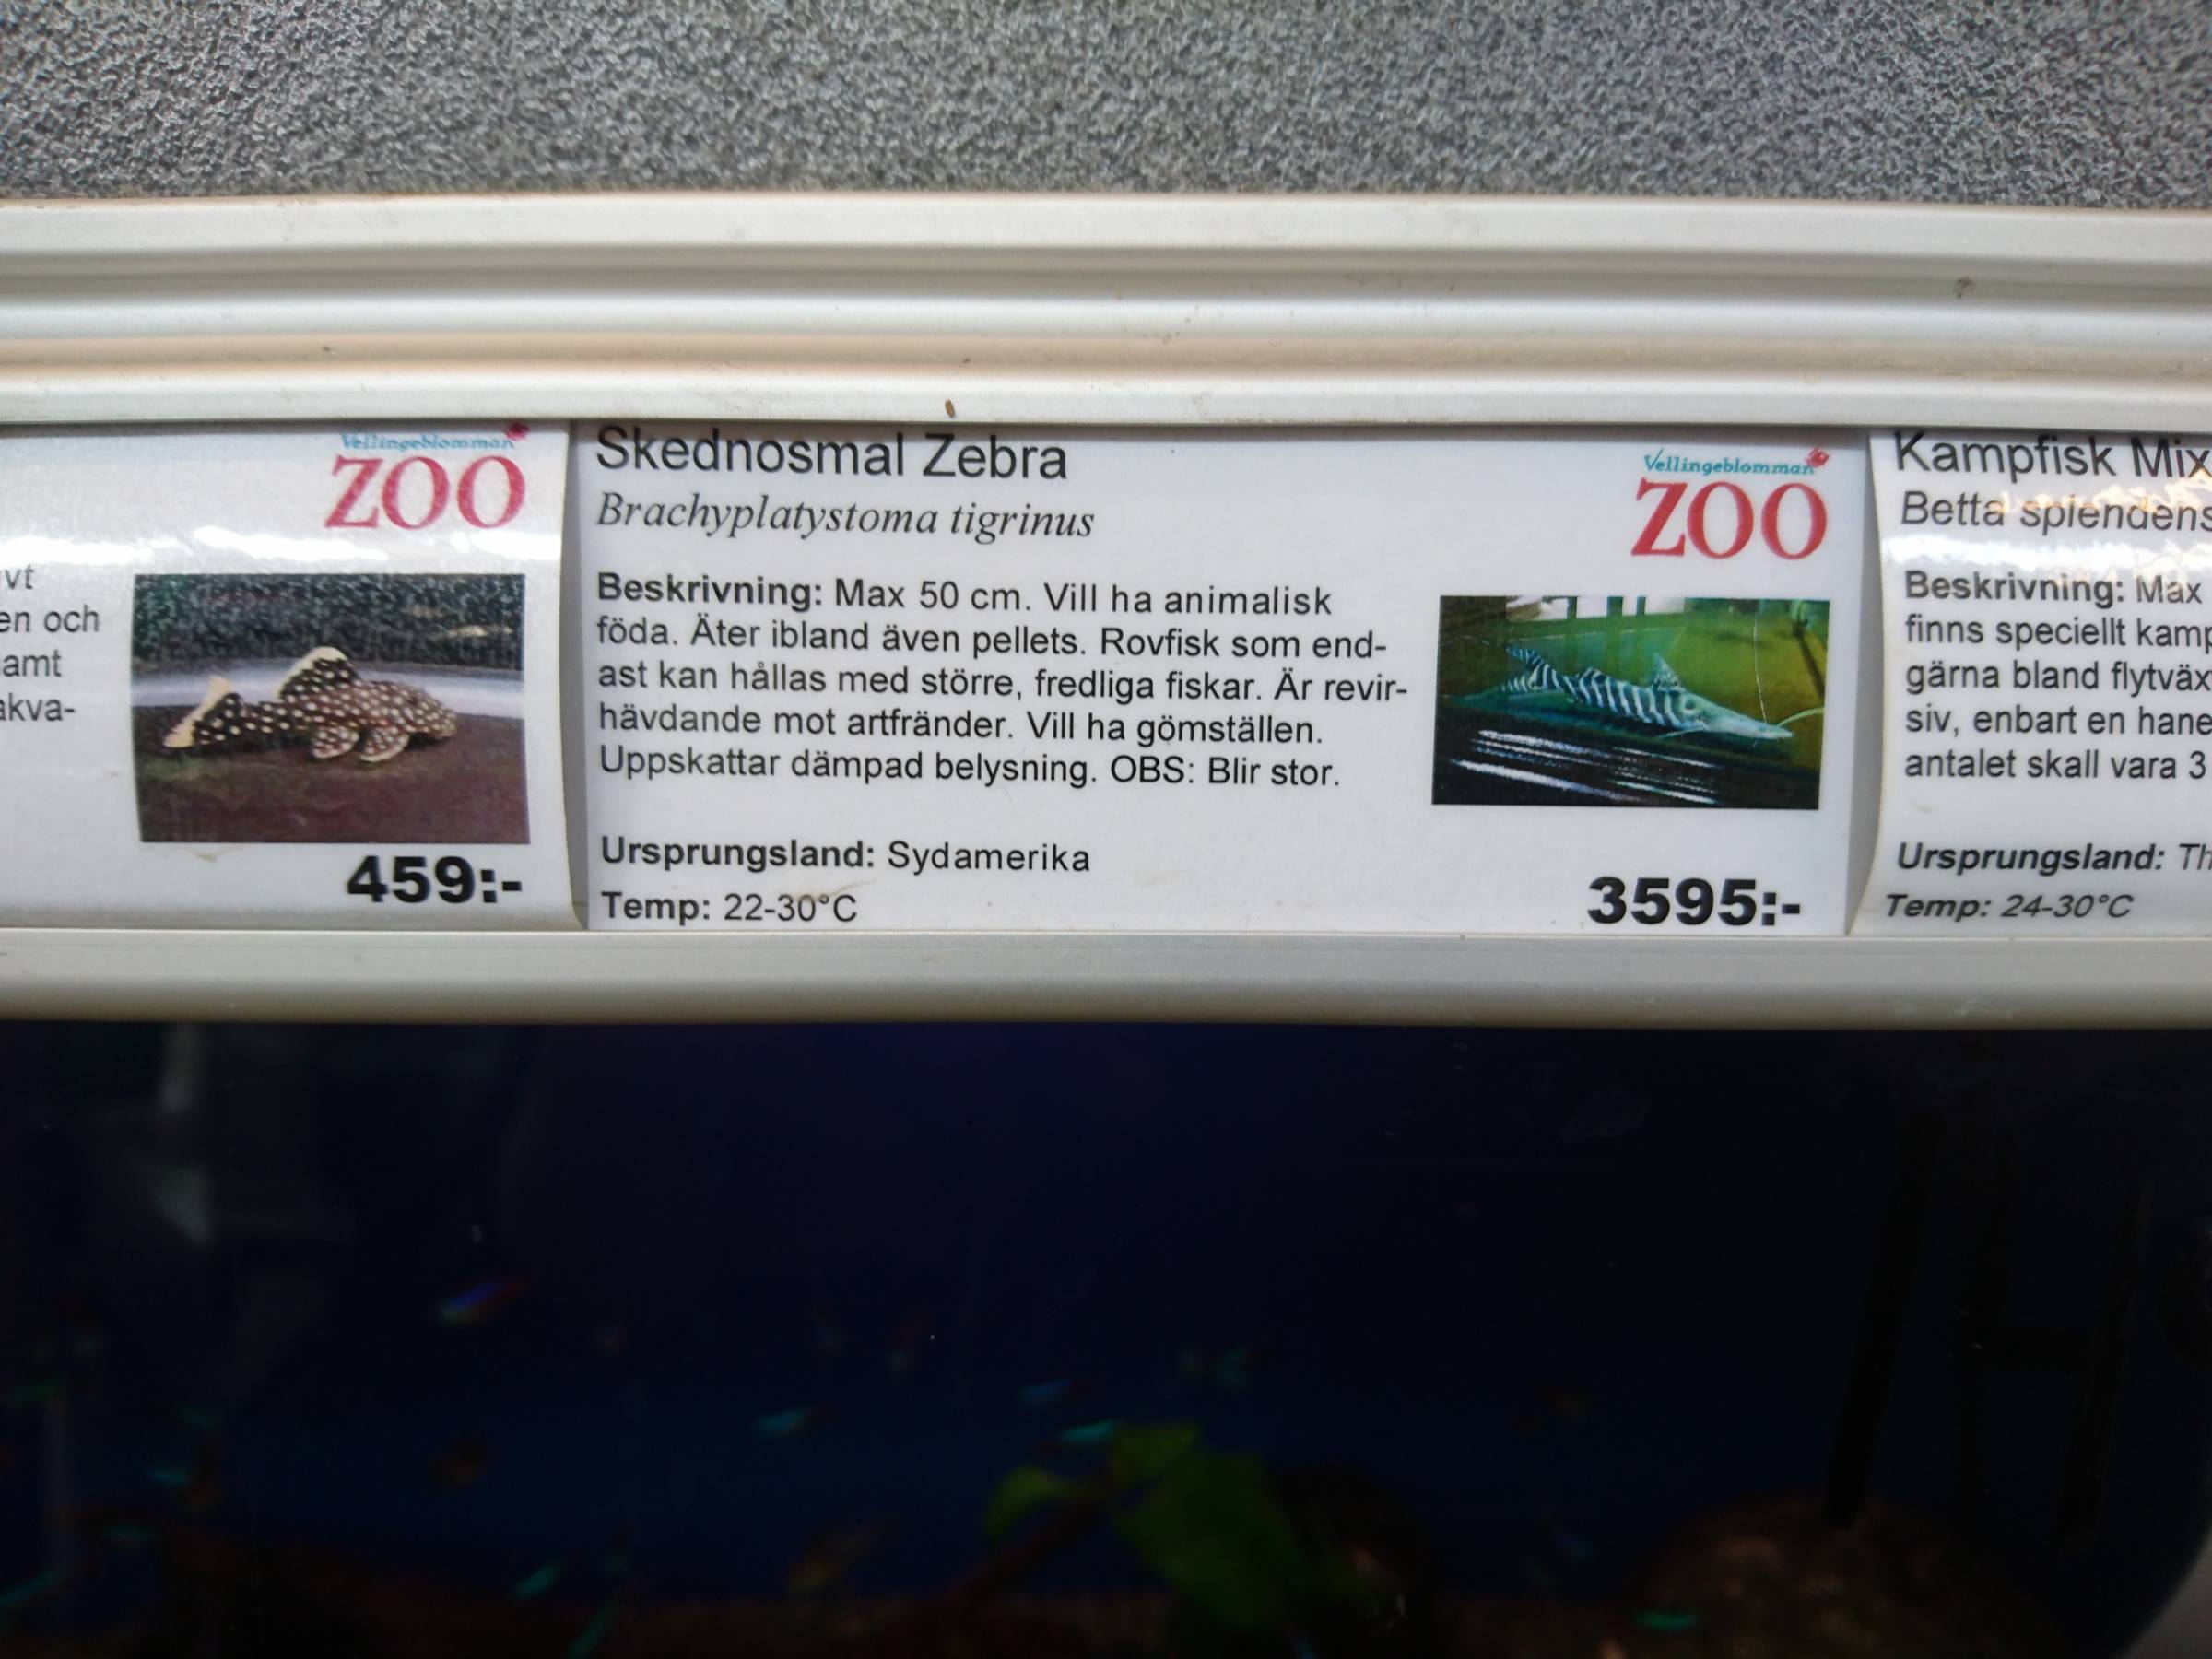 Vellingeblomman
ZOO
vt
en och
amt
akva-
459:-
Skednosmal Zebra
Brachyplatystoma tigrinus
Vellingeblomman
ZOO
Beskrivning: Max 50 cm. Vill ha animalisk
föda. Äter ibland även pellets. Rovfisk som end-
ast kan hållas med större, fredliga fiskar. Är revir-
hävdande mot artfränder. Vill ha gömställen.
Uppskattar dämpad belysning. OBS: Blir stor.
Ursprungsland: Sydamerika
Temp: 22-30°C
3595:-
Kampfisk Mix
Betta splendens
Beskrivning: Max
finns speciellt kamp
gärna bland flytväx
siv, enbart en hane
antalet skall vara 3
Ursprungsland: Th
Temp: 24-30°C